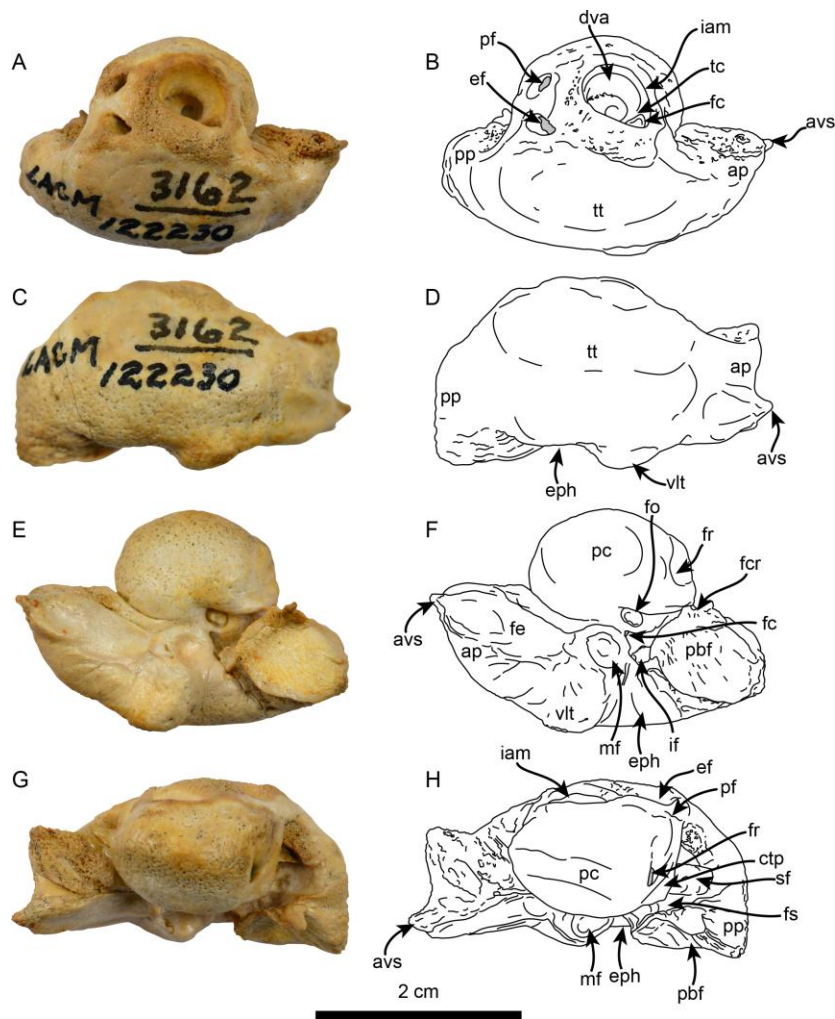 A
LACM 3162
122230
B
dva
iam
pf
tc
ef
fc
avs
pp
ap
tt
C
LACM 3162
122230
D
tt
ap
pp
avs
eph
vlt
E
F
fo
pc
fr
fcr
avs
fe
fc
ap
pbf
vlt
mf
eph
if
G
H
iam
ef
pf
fr
ctp
pc
sf
fs
pp
avs
mf
eph
pbf
2 cm